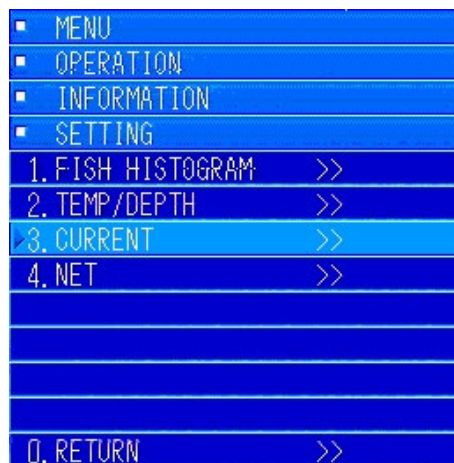 MENU
OPERATION
INFORMATION
SETTING
1. FISH HISTOGRAM >>
2. TEMP/DEPTH >>
3. CURRENT >>
4. NET >>
0. RETURN >>